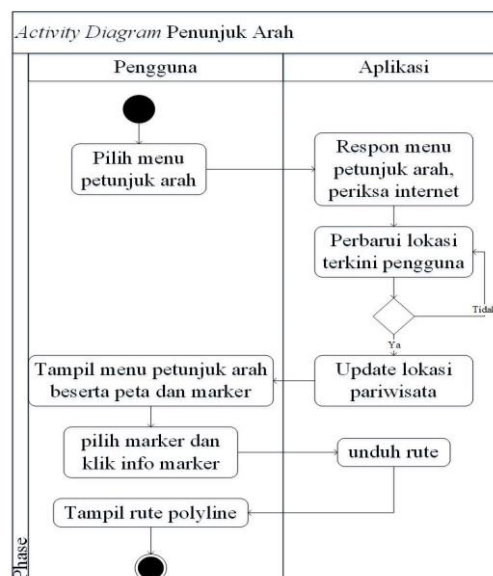 Activity Diagram Penunjuk Arah
Pengguna
Aplikasi
Pilih menu
petunjuk arah
Respon menu
petunjuk arah,
periksa internet
Perbarui lokasi
terkini pengguna
Tidak
Ya
Update lokasi
pariwisata
Tampil menu petunjuk arah
beserta peta dan marker
pilih marker dan
klik info marker
unduh rute
Tampil rute polyline
Phase